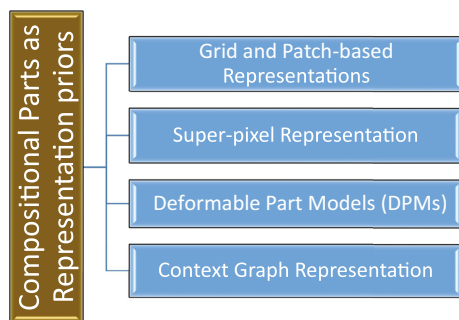 Compositional Parts as
Representation priors
Grid and Patch-based
Representations
Super-pixel Representation
Deformable Part Models (DPMs)
Context Graph Representation